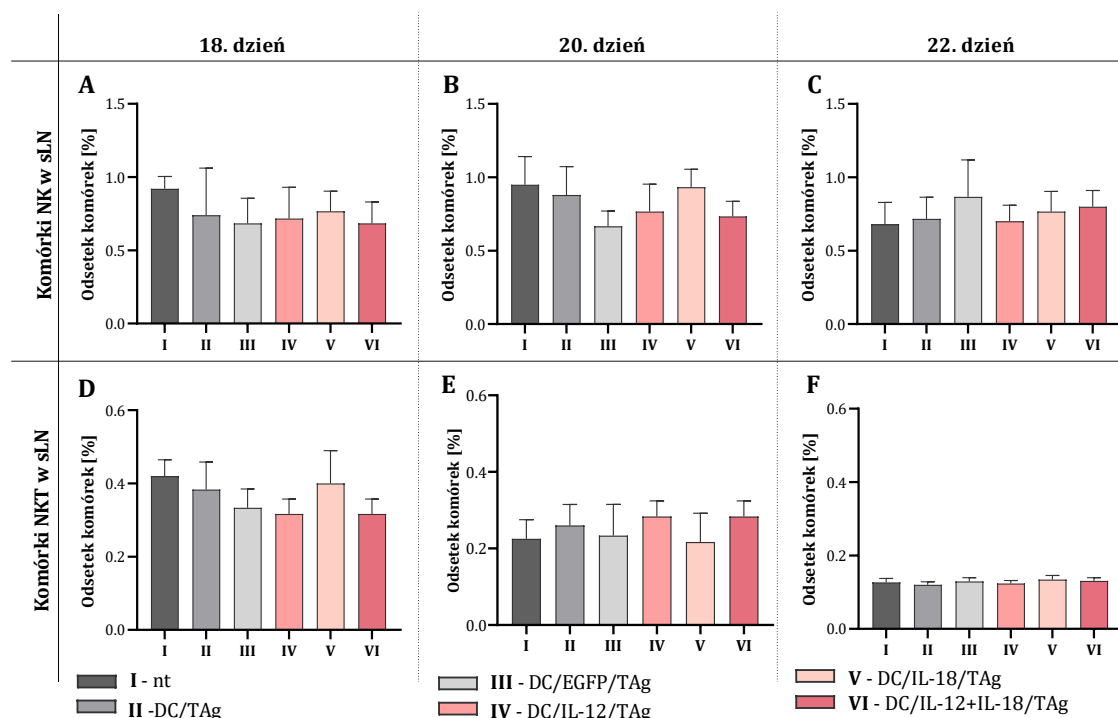 18. dzień
20. dzień
22. dzień
Komórki NK w sLN
A
Odsetek komórek [%]
1.5
1.0
0.5
0.0
I II III IV V VI
B
Odsetek komórek [%]
1.5
1.0
0.5
0.0
I II III IV V VI
C
Odsetek komórek [%]
1.5
1.0
0.5
0.0
I II III IV V VI
Komórki NKT w sLN
D
Odsetek komórek [%]
0.6
0.4
0.2
0.0
I II III IV V VI
E
Odsetek komórek [%]
0.6
0.4
0.2
0.0
I II III IV V VI
F
Odsetek komórek [%]
0.6
0.4
0.2
0.0
I II III IV V VI
I - nt
II -DC/TAg
III - DC/EGFP/TAg
IV - DC/IL-12/TAg
V - DC/IL-18/TAg
VI - DC/IL-12+IL-18/TAg